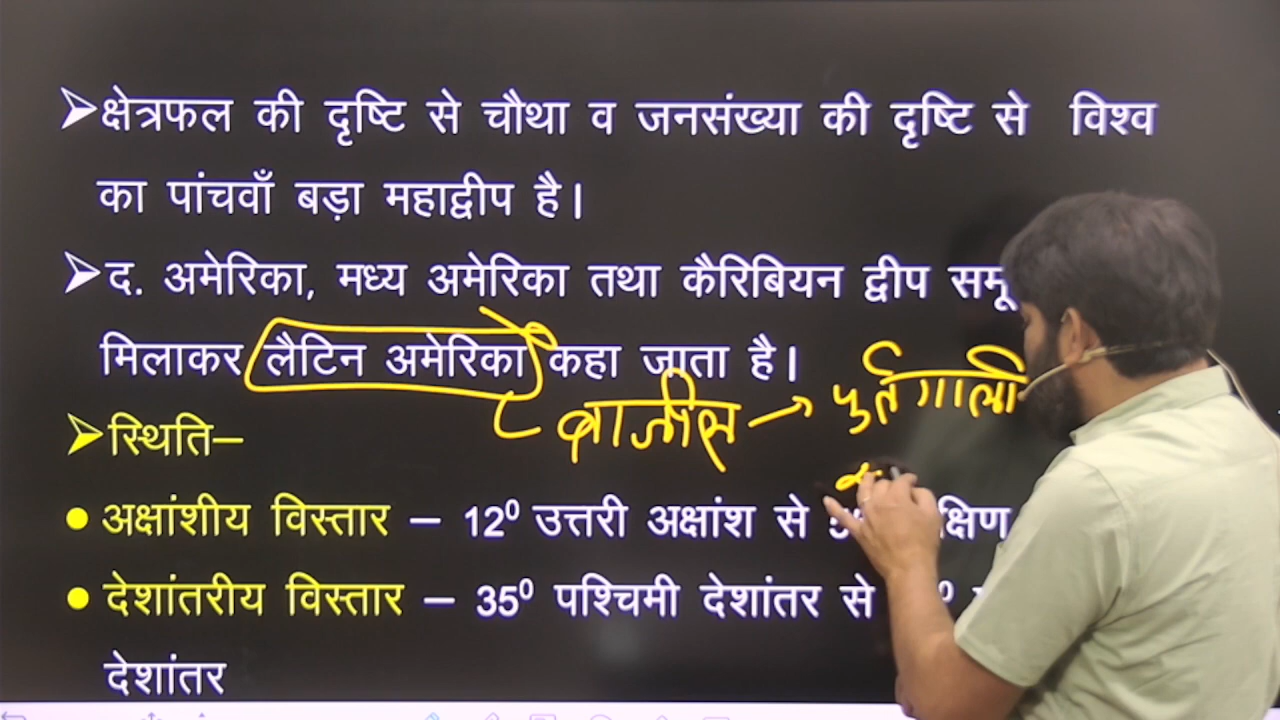 क्षेत्रफल की दृष्टि से चौथा व जनसंख्या की दृष्टि से विश्व
का पांचवाँ बड़ा महाद्वीप है।
द. अमेरिका, मध्य अमेरिका तथा कैरिबियन द्वीप
मिलाकर लैटिन अमेरिका कहा जाता है।
पुर्तगाली
स्थिति–
अक्षांशीय विस्तार – 12⁰ उत्तरी अक्षांश से
देशांतरीय विस्तार – 35⁰ पश्चिमी देशांतर से
देशांतर